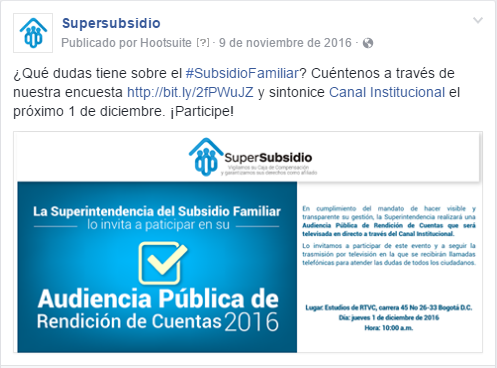 Supersubsidio
Publicado por Hootsuite [?] · 9 de noviembre de 2016 ·
¿Qué dudas tiene sobre el #SubsidioFamiliar? Cuéntenos a través de
nuestra encuesta http://bit.ly/2fPWuJZ y sintonice Canal Institucional el
próximo 1 de diciembre. ¡Participe!
SuperSubsidio
Vigilamos su Caja de Compensación
y garantizamos sus derechos como afiliado
La Superintendencia del Subsidio Familiar
lo invita a paticipar en su
Audiencia Pública de
Rendición de Cuentas 2016
En cumplimiento del mandato de hacer visible y
transparente su gestión, la Superintendencia realizará una
Audiencia Pública de Rendición de Cuentas que será
televisada en directo a través del Canal Institucional.
Lo invitamos a participar de este evento y a seguir la
trasmisión por televisión en la que se recibirán llamadas
telefónicas para atender las dudas de todos los ciudadanos.
Lugar: Estudios de RTVC, carrera 45 No 26-33 Bogotá D.C.
Día: jueves 1 de diciembre de 2016
Hora: 10:00 a.m.